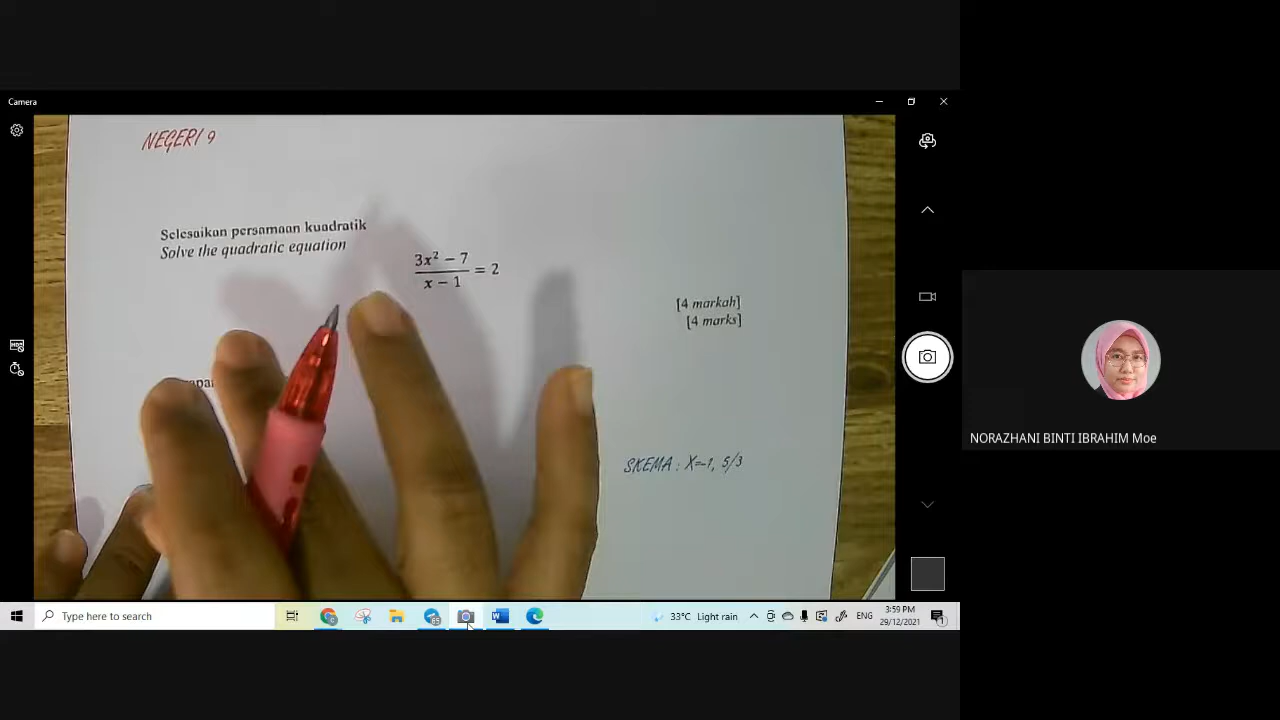 Camera
NEGERI 9
Selesaikan persamaan kuadratik
Solve the quadratic equation
3x² − 7
x − 1
= 2
[4 markah]
[4 marks]
SKEMA : X=-1, 5/3
NORAZHANI BINTI IBRAHIM Moe
Type here to search
33°C Light rain
ENG
3:59 PM
29/12/2021